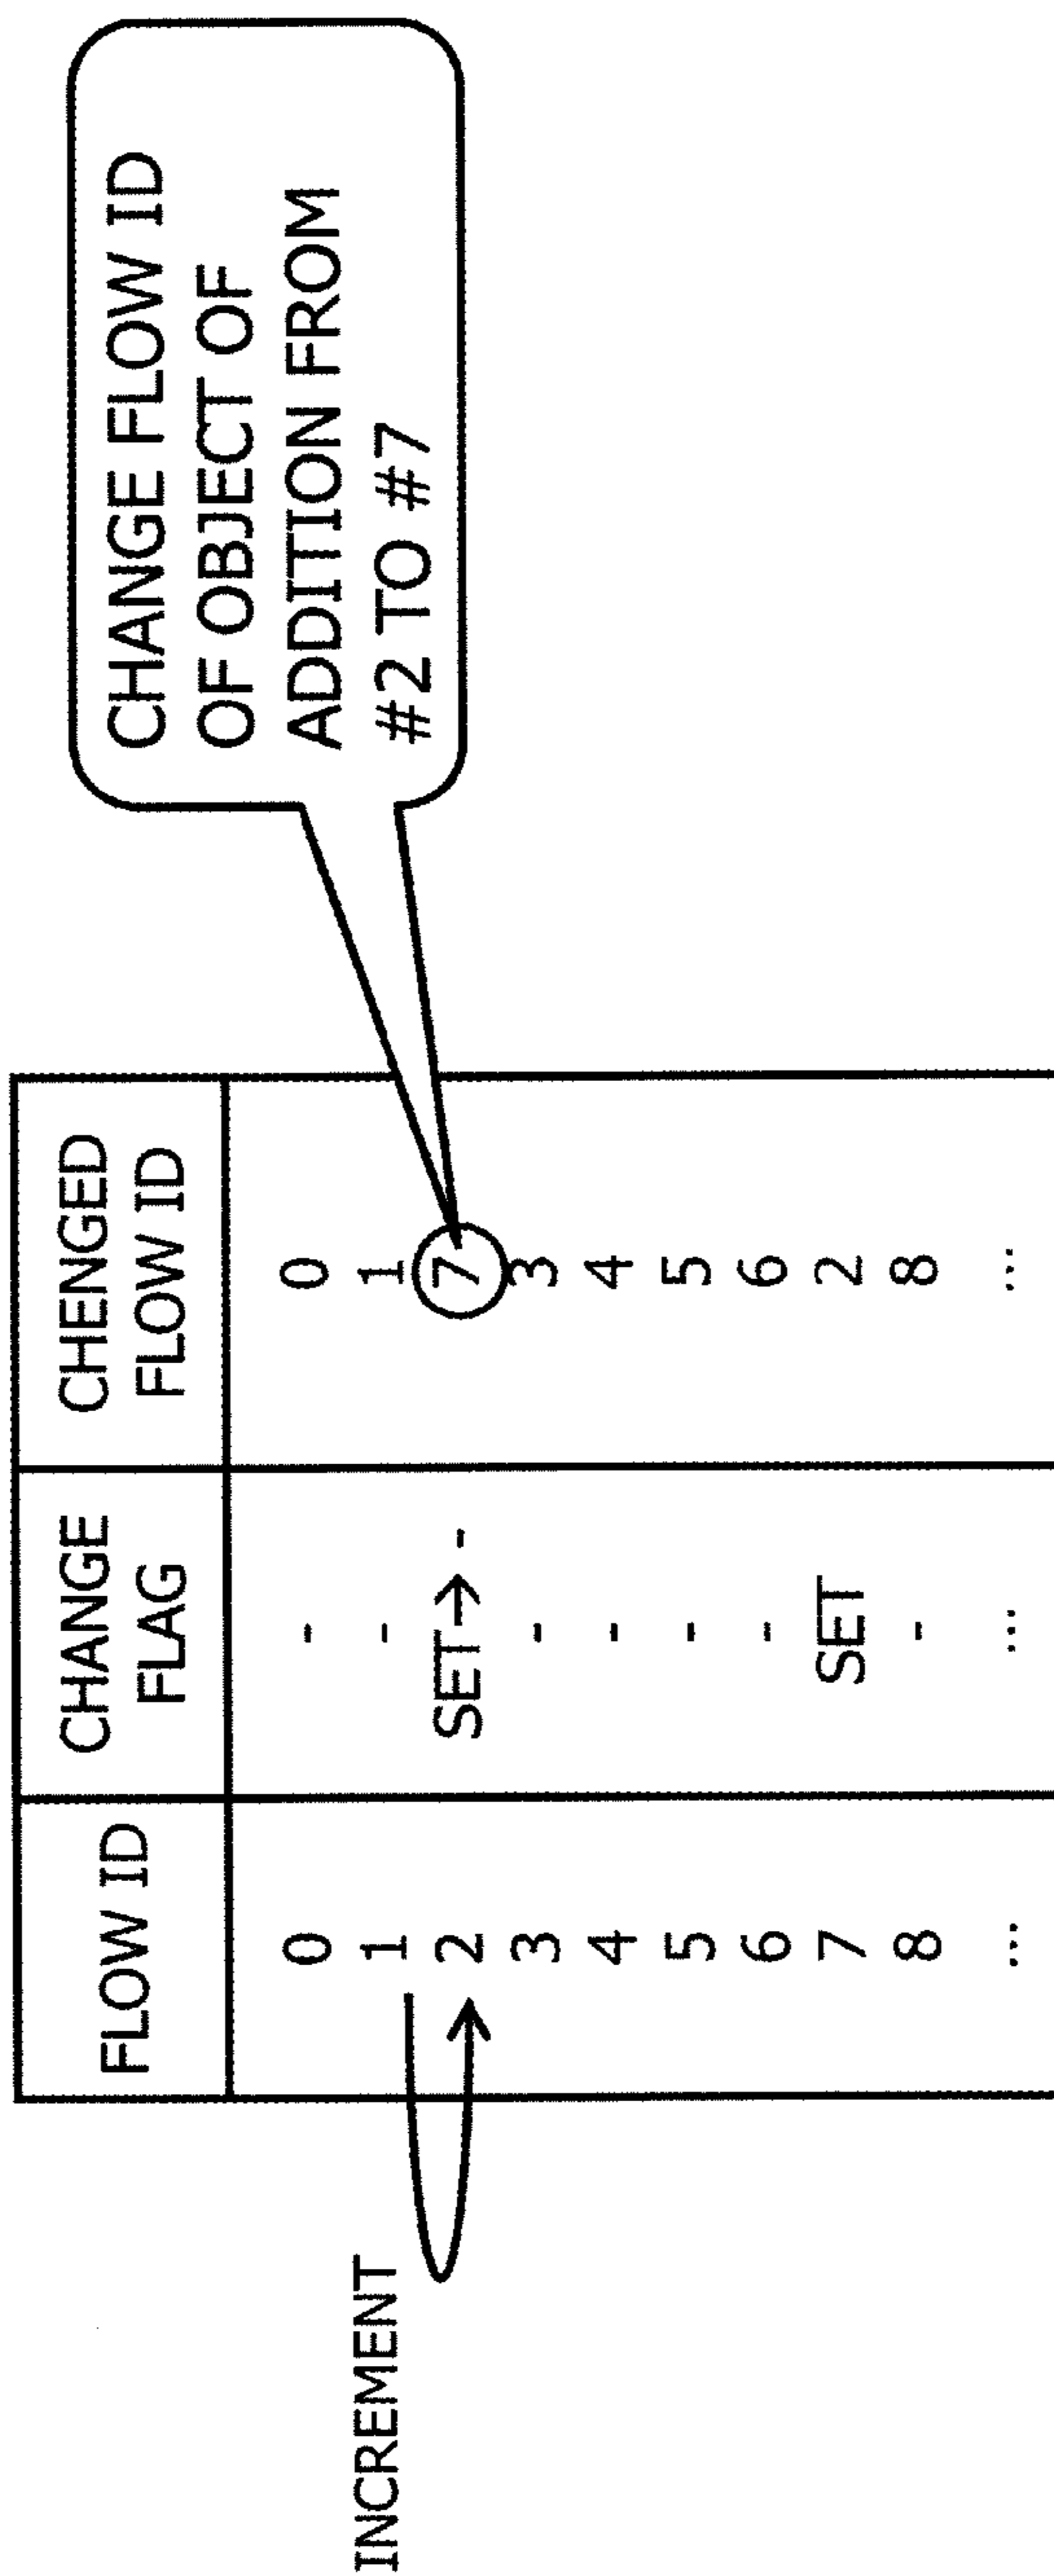 FLOW ID
CHANGE
FLAG
CHENGED
FLOW ID
0 - 0
1 - 1
2 SET→- 7
3 - 3
4 - 4
5 - 5
6 - 6
7 SET 2
8 - 8
... ... ...
INCREMENT
CHANGE FLOW ID
OF OBJECT OF
ADDITION FROM
#2 TO #7